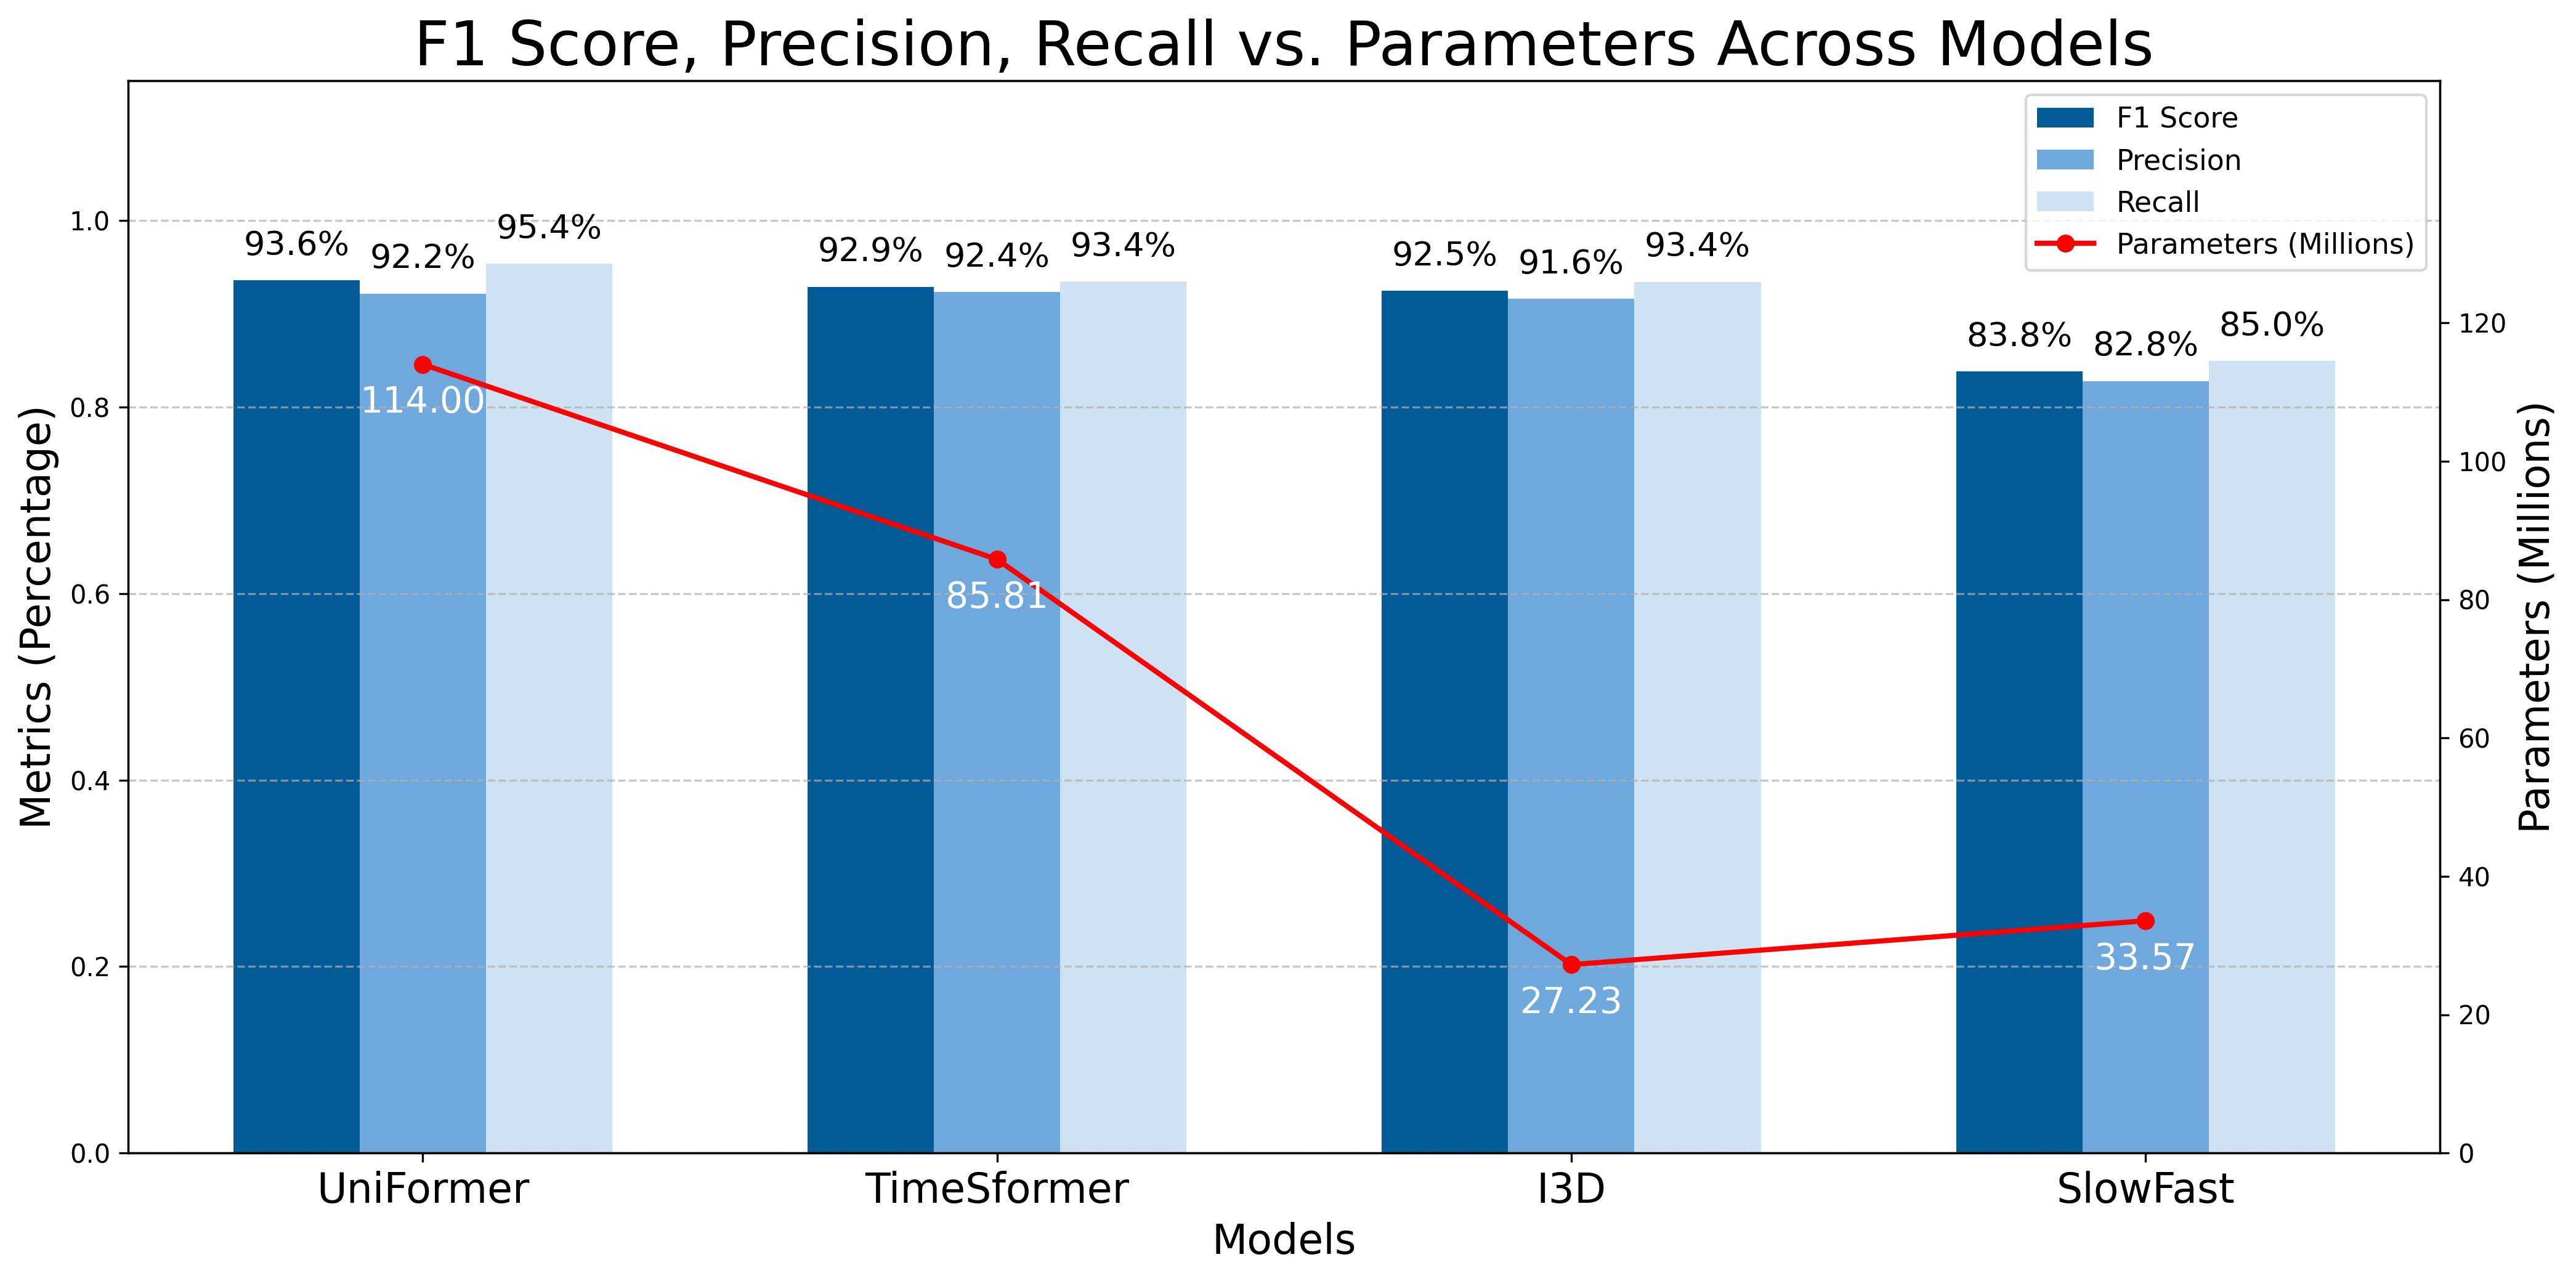 F1 Score, Precision, Recall vs. Parameters Across Models
F1 Score
Precision
Recall
Parameters (Millions)
Metrics (Percentage)
1.0
0.8
0.6
0.4
0.2
0.0
93.6%
92.2%
95.4%
92.9%
92.4%
93.4%
92.5%
91.6%
93.4%
83.8%
82.8%
85.0%
114.00
85.81
27.23
33.57
120
100
80
60
40
20
0
Parameters (Millions)
UniFormer
TimeSformer
I3D
SlowFast
Models